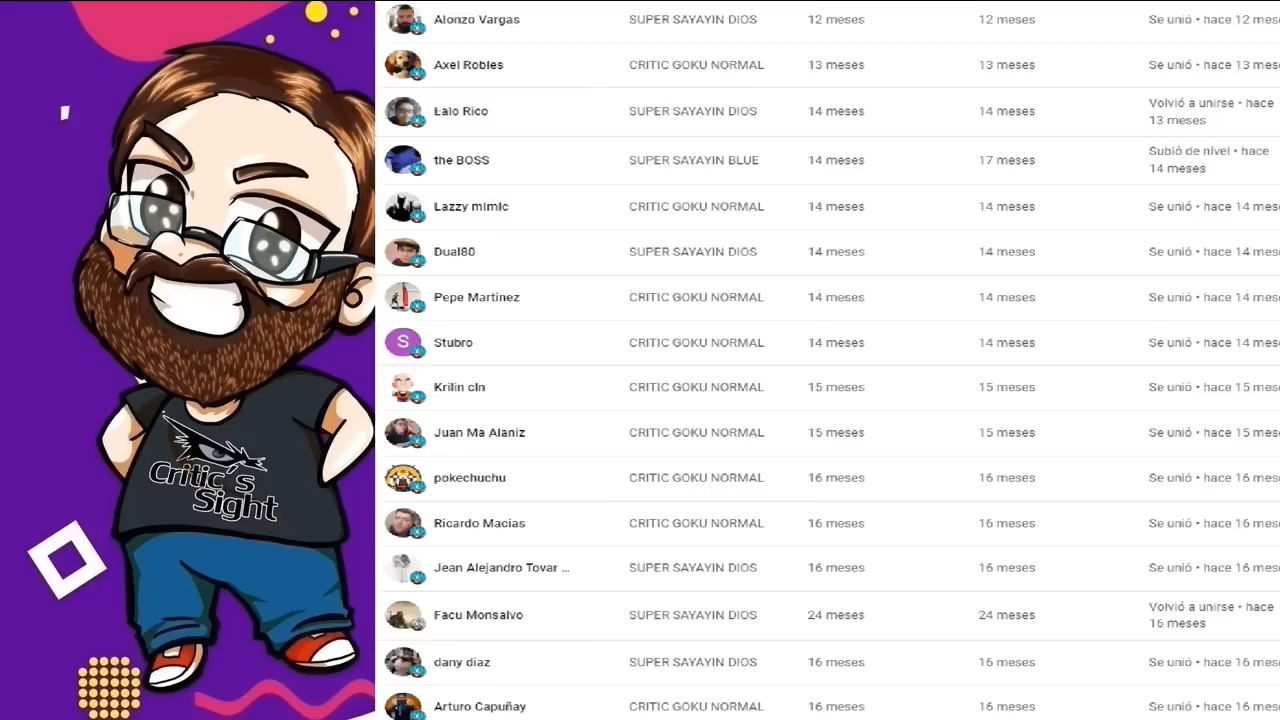 Critic's
Sight
Alonzo Vargas SUPER SAYAYIN DIOS 12 meses 12 meses Se unió • hace 12 mes
Axel Robles CRITIC GOKU NORMAL 13 meses 13 meses Se unió • hace 13 mes
Lalo Rico SUPER SAYAYIN DIOS 14 meses 14 meses Volvió a unirse • hace
13 meses
the BOSS SUPER SAYAYIN BLUE 14 meses 17 meses Subió de nivel • hace
14 meses
Lazzy mimic CRITIC GOKU NORMAL 14 meses 14 meses Se unió • hace 14 mes
Dual80 SUPER SAYAYIN DIOS 14 meses 14 meses Se unió • hace 14 mes
Pepe Martinez CRITIC GOKU NORMAL 14 meses 14 meses Se unió • hace 14 mes
S Stubro CRITIC GOKU NORMAL 14 meses 14 meses Se unió • hace 14 mes
Krilin cln CRITIC GOKU NORMAL 15 meses 15 meses Se unió • hace 15 mes
Juan Ma Alaniz CRITIC GOKU NORMAL 15 meses 15 meses Se unió • hace 15 mes
pokechuchu CRITIC GOKU NORMAL 16 meses 16 meses Se unió • hace 16 mes
Ricardo Macias CRITIC GOKU NORMAL 16 meses 16 meses Se unió • hace 16 mes
Jean Alejandro Tovar ... SUPER SAYAYIN DIOS 16 meses 16 meses Se unió • hace 16 mes
Facu Monsalvo SUPER SAYAYIN DIOS 24 meses 24 meses Volvió a unirse • hace
16 meses
dany diaz SUPER SAYAYIN DIOS 16 meses 16 meses Se unió • hace 16 mes
Arturo Capuñay CRITIC GOKU NORMAL 16 meses 16 meses Se unió • hace 16 mes